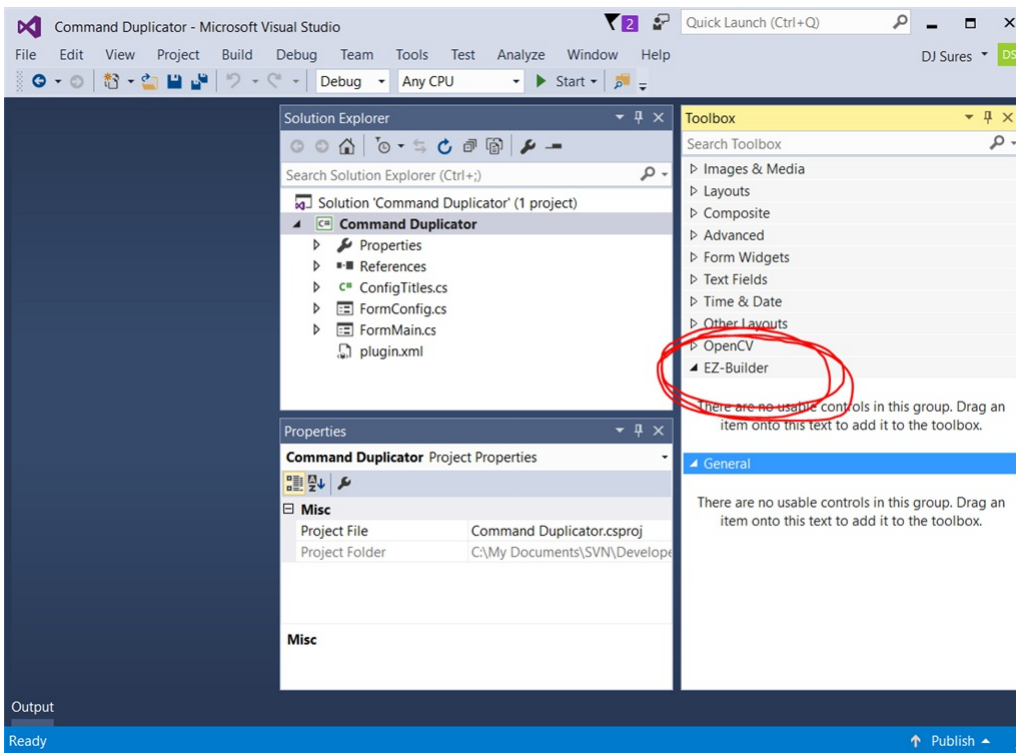 Command Duplicator - Microsoft Visual Studio
2
Quick Launch (Ctrl+Q)
File Edit View Project Build Debug Team Tools Test Analyze Window Help
DJ Sures
DS
Debug
Any CPU
Start
Solution Explorer
Search Solution Explorer (Ctrl+;)
Solution 'Command Duplicator' (1 project)
C# Command Duplicator
Properties
References
C# ConfigTitles.cs
FormConfig.cs
FormMain.cs
plugin.xml
Properties
Command Duplicator Project Properties
Misc
Project File Command Duplicator.csproj
Project Folder C:\My Documents\SVN\Develope
Misc
Toolbox
Search Toolbox
Images & Media
Layouts
Composite
Advanced
Form Widgets
Text Fields
Time & Date
Other Layouts
OpenCV
EZ-Builder
There are no usable controls in this group. Drag an
item onto this text to add it to the toolbox.
General
There are no usable controls in this group. Drag an
item onto this text to add it to the toolbox.
Output
Ready
Publish